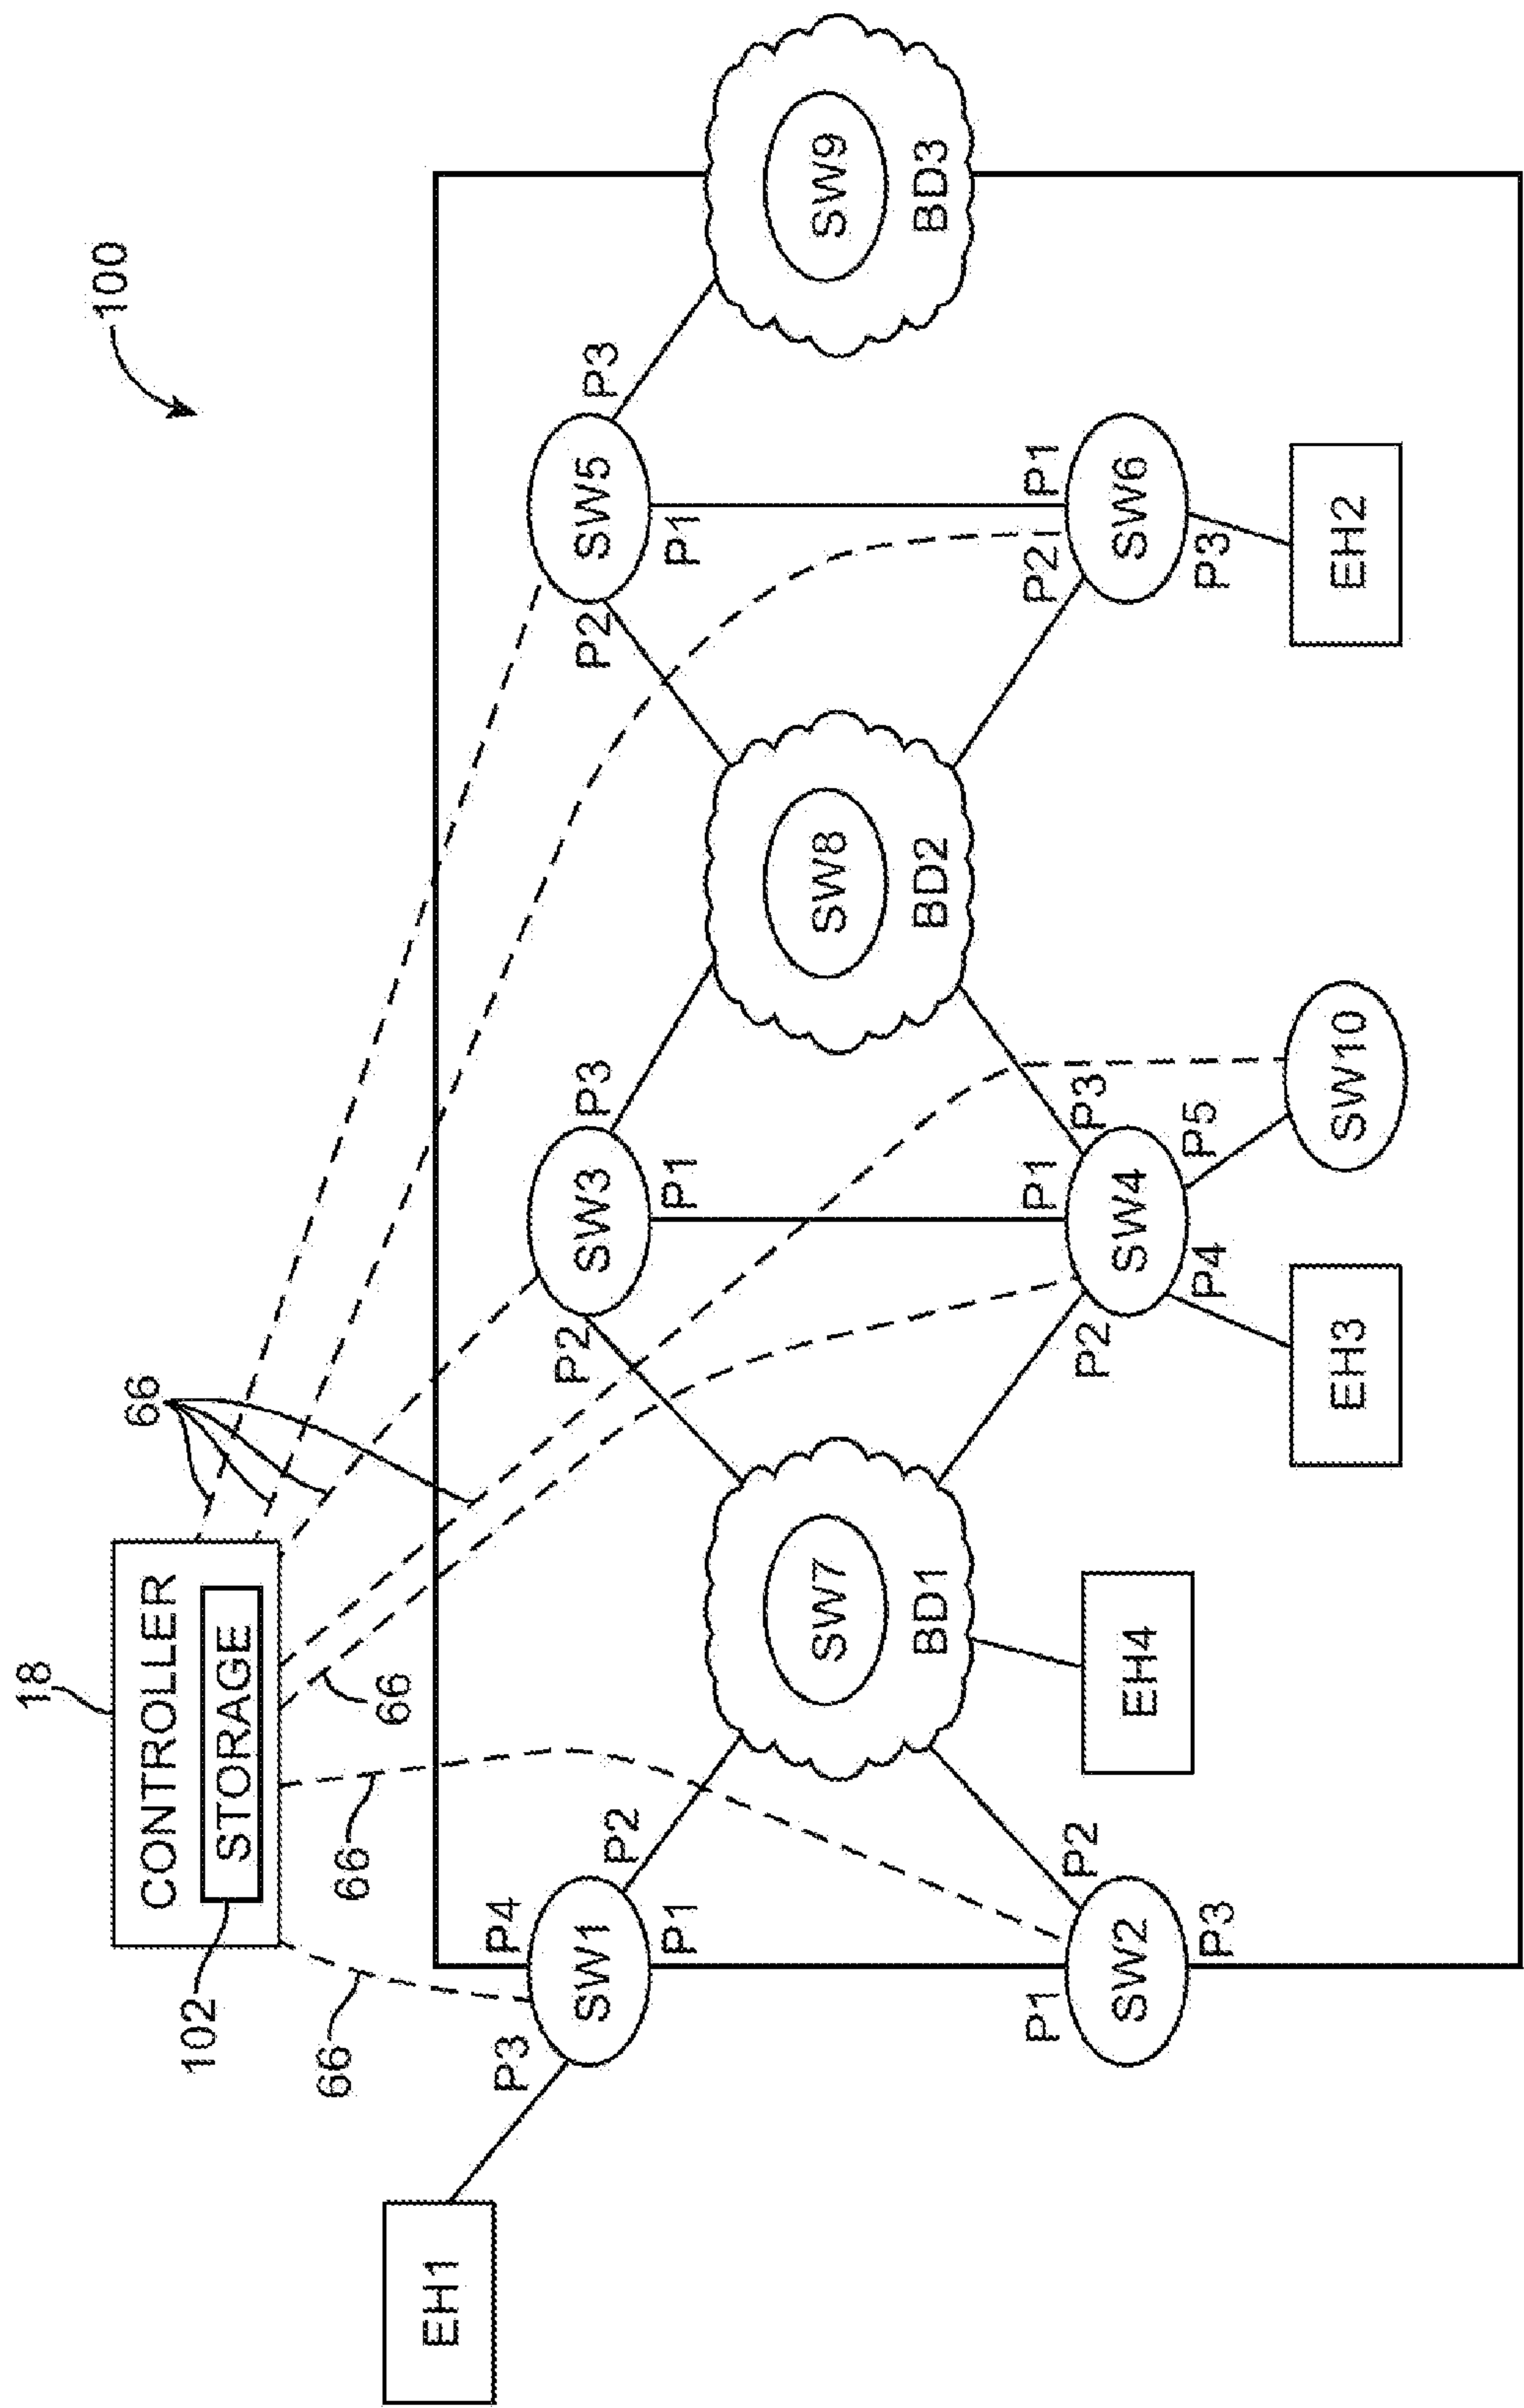 100
18
CONTROLLER
STORAGE
102
66
66
66
66
EH1
P3
P4
SW1
P2
P1
P2
SW3
P3
P1
P2
SW5
P3
P1
SW7
BD1
SW8
BD2
SW9
BD3
P1
SW2
P2
P3
P2
P1
SW4
P3
P4
P5
P2
P1
SW6
P3
EH4
EH3
SW10
EH2